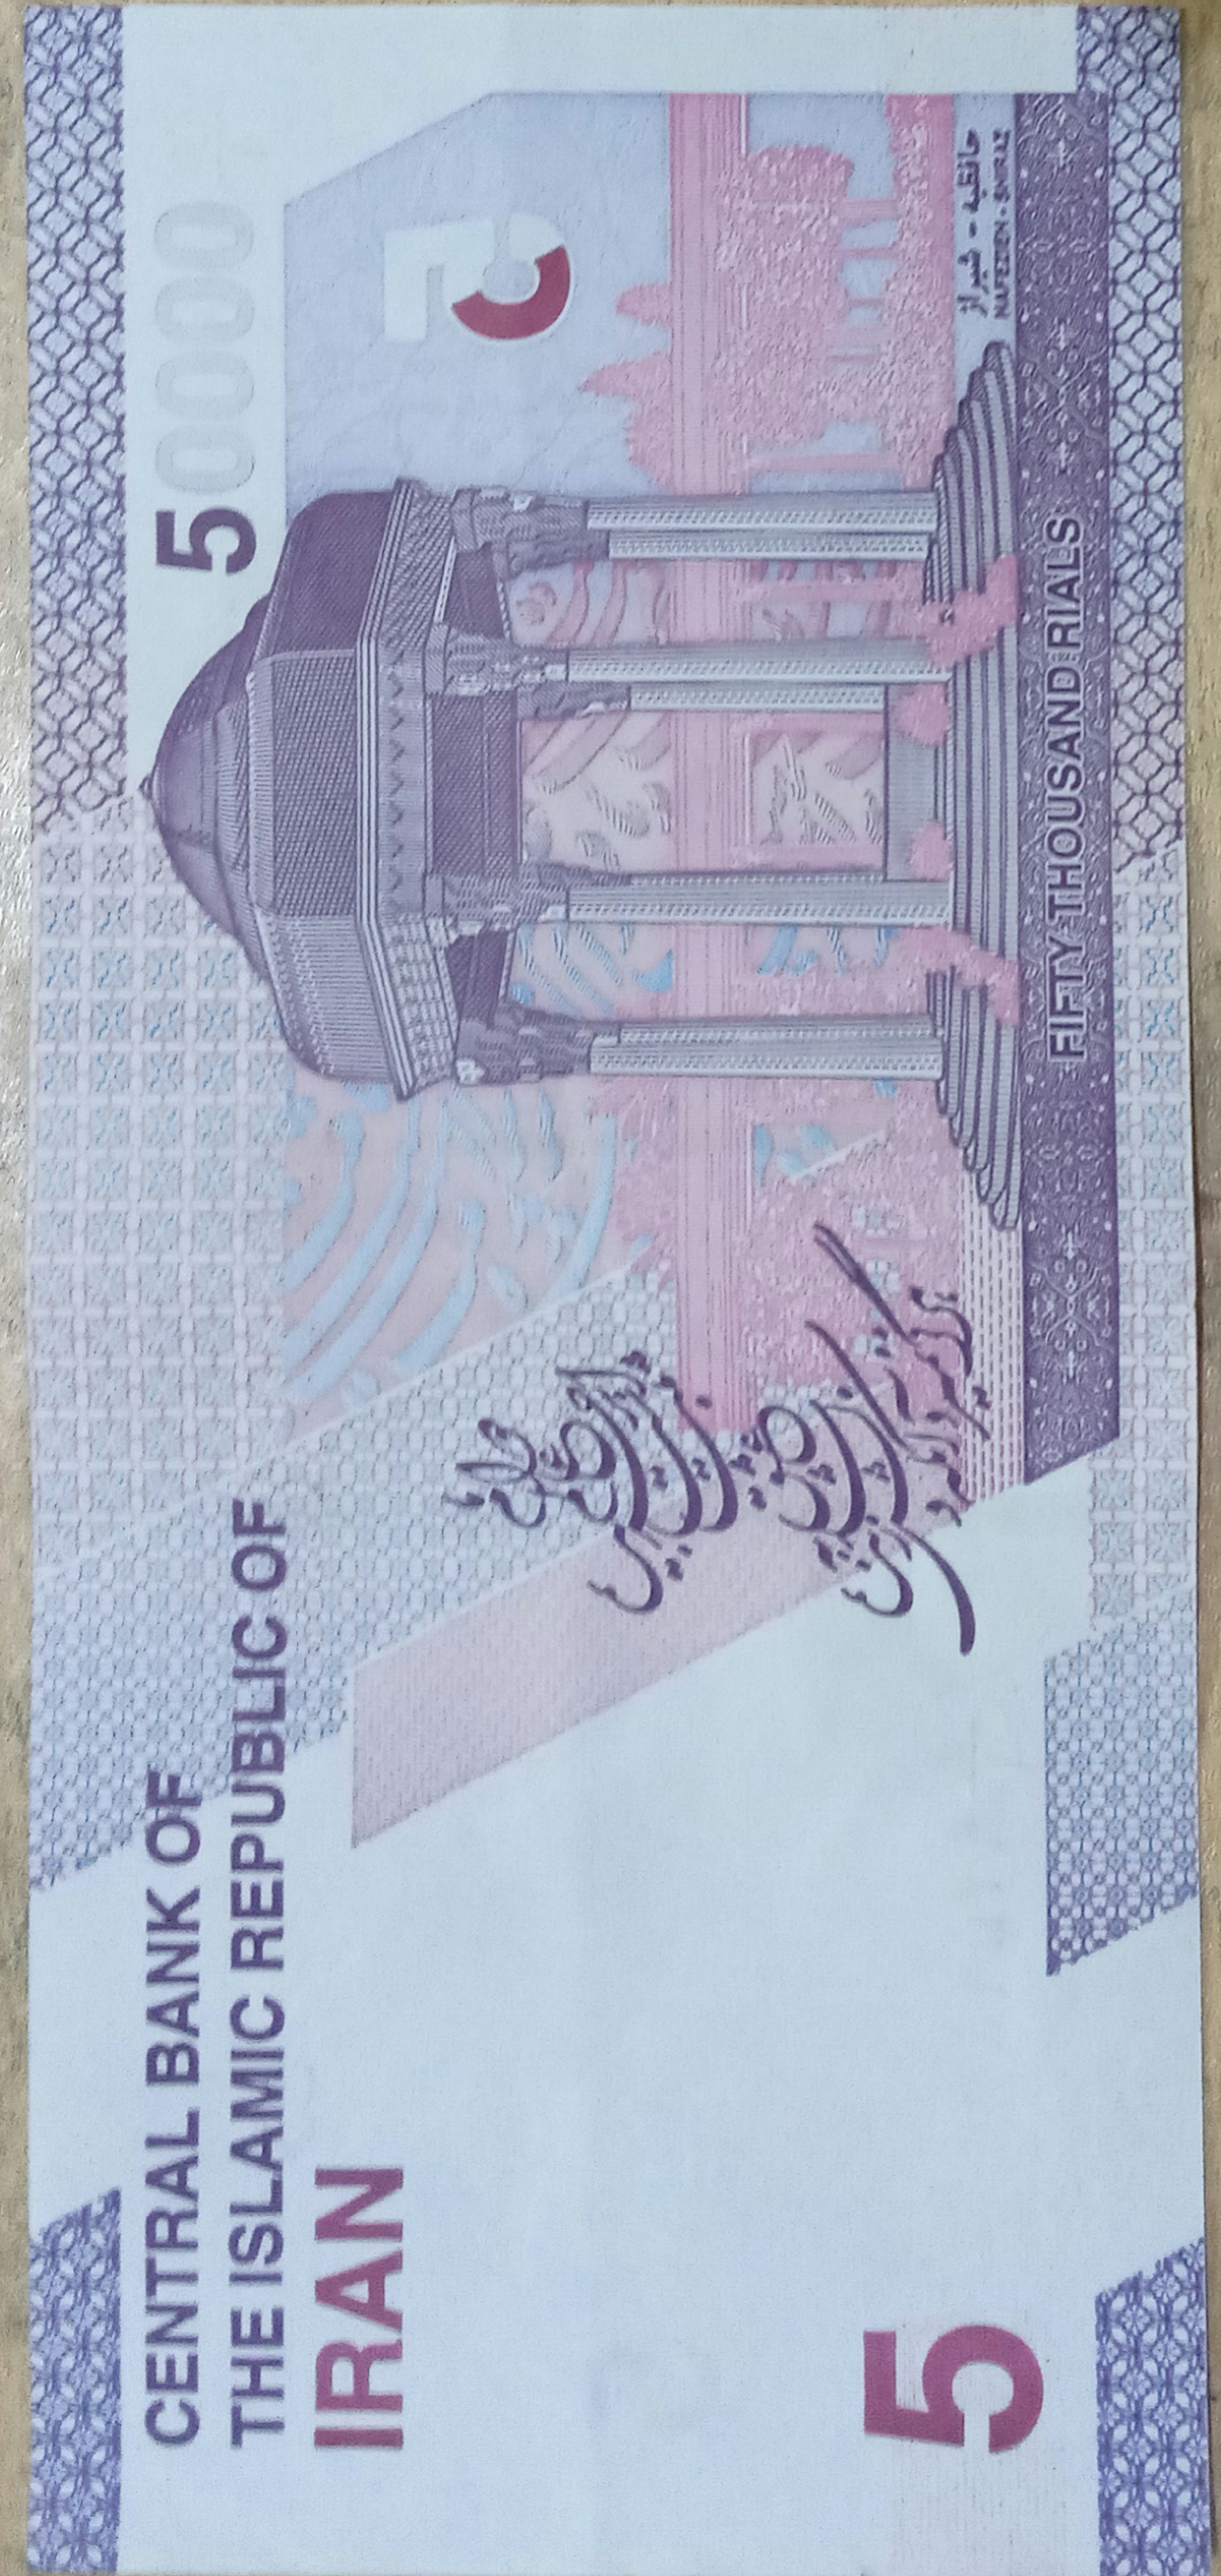 CENTRAL BANK OF
THE ISLAMIC REPUBLIC OF
IRAN
50000
هرگز نمیرد آنکه دلش زنده شد به عشق
ثبت است بر جریده عالم دوام ما
5
حافظیه - شیراز
HAFEZIEH - SHIRAZ
FIFTY THOUSAND RIALS